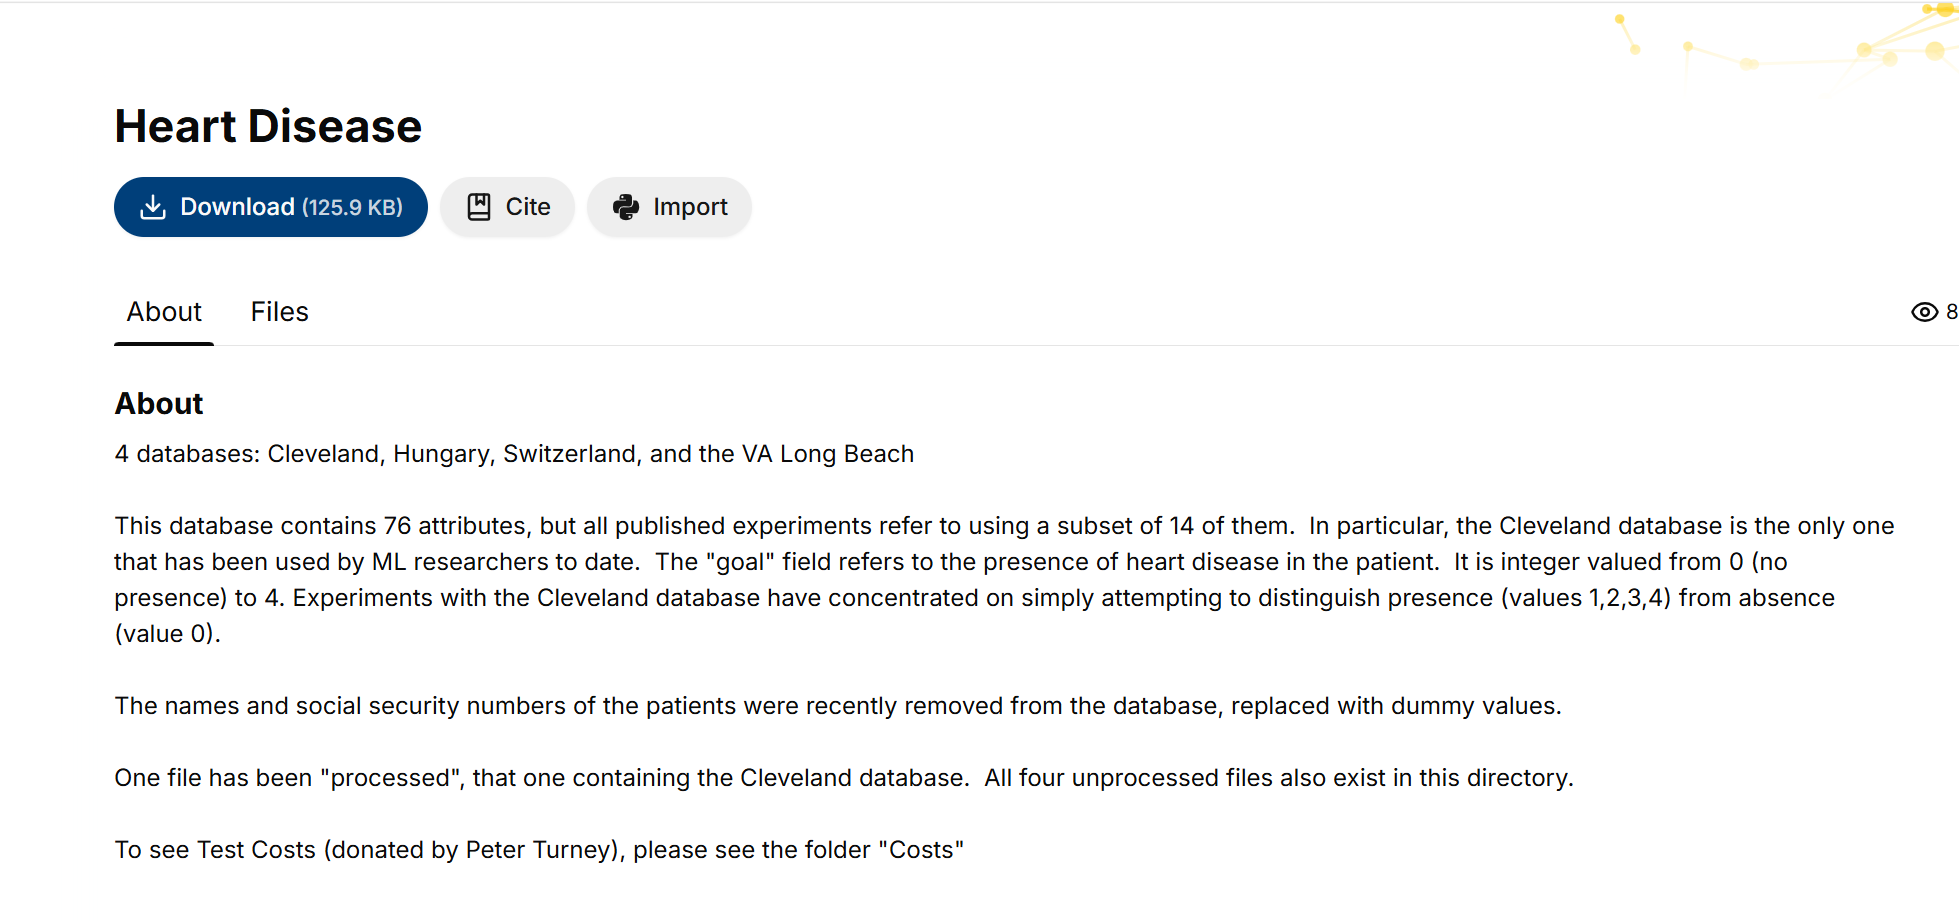 Heart Disease
Download (125.9 KB)
Cite
Import
About
Files
8
About
4 databases: Cleveland, Hungary, Switzerland, and the VA Long Beach
This database contains 76 attributes, but all published experiments refer to using a subset of 14 of them.  In particular, the Cleveland database is the only one
that has been used by ML researchers to date.  The "goal" field refers to the presence of heart disease in the patient.  It is integer valued from 0 (no
presence) to 4. Experiments with the Cleveland database have concentrated on simply attempting to distinguish presence (values 1,2,3,4) from absence
(value 0).
The names and social security numbers of the patients were recently removed from the database, replaced with dummy values.
One file has been "processed", that one containing the Cleveland database.  All four unprocessed files also exist in this directory.
To see Test Costs (donated by Peter Turney), please see the folder "Costs"